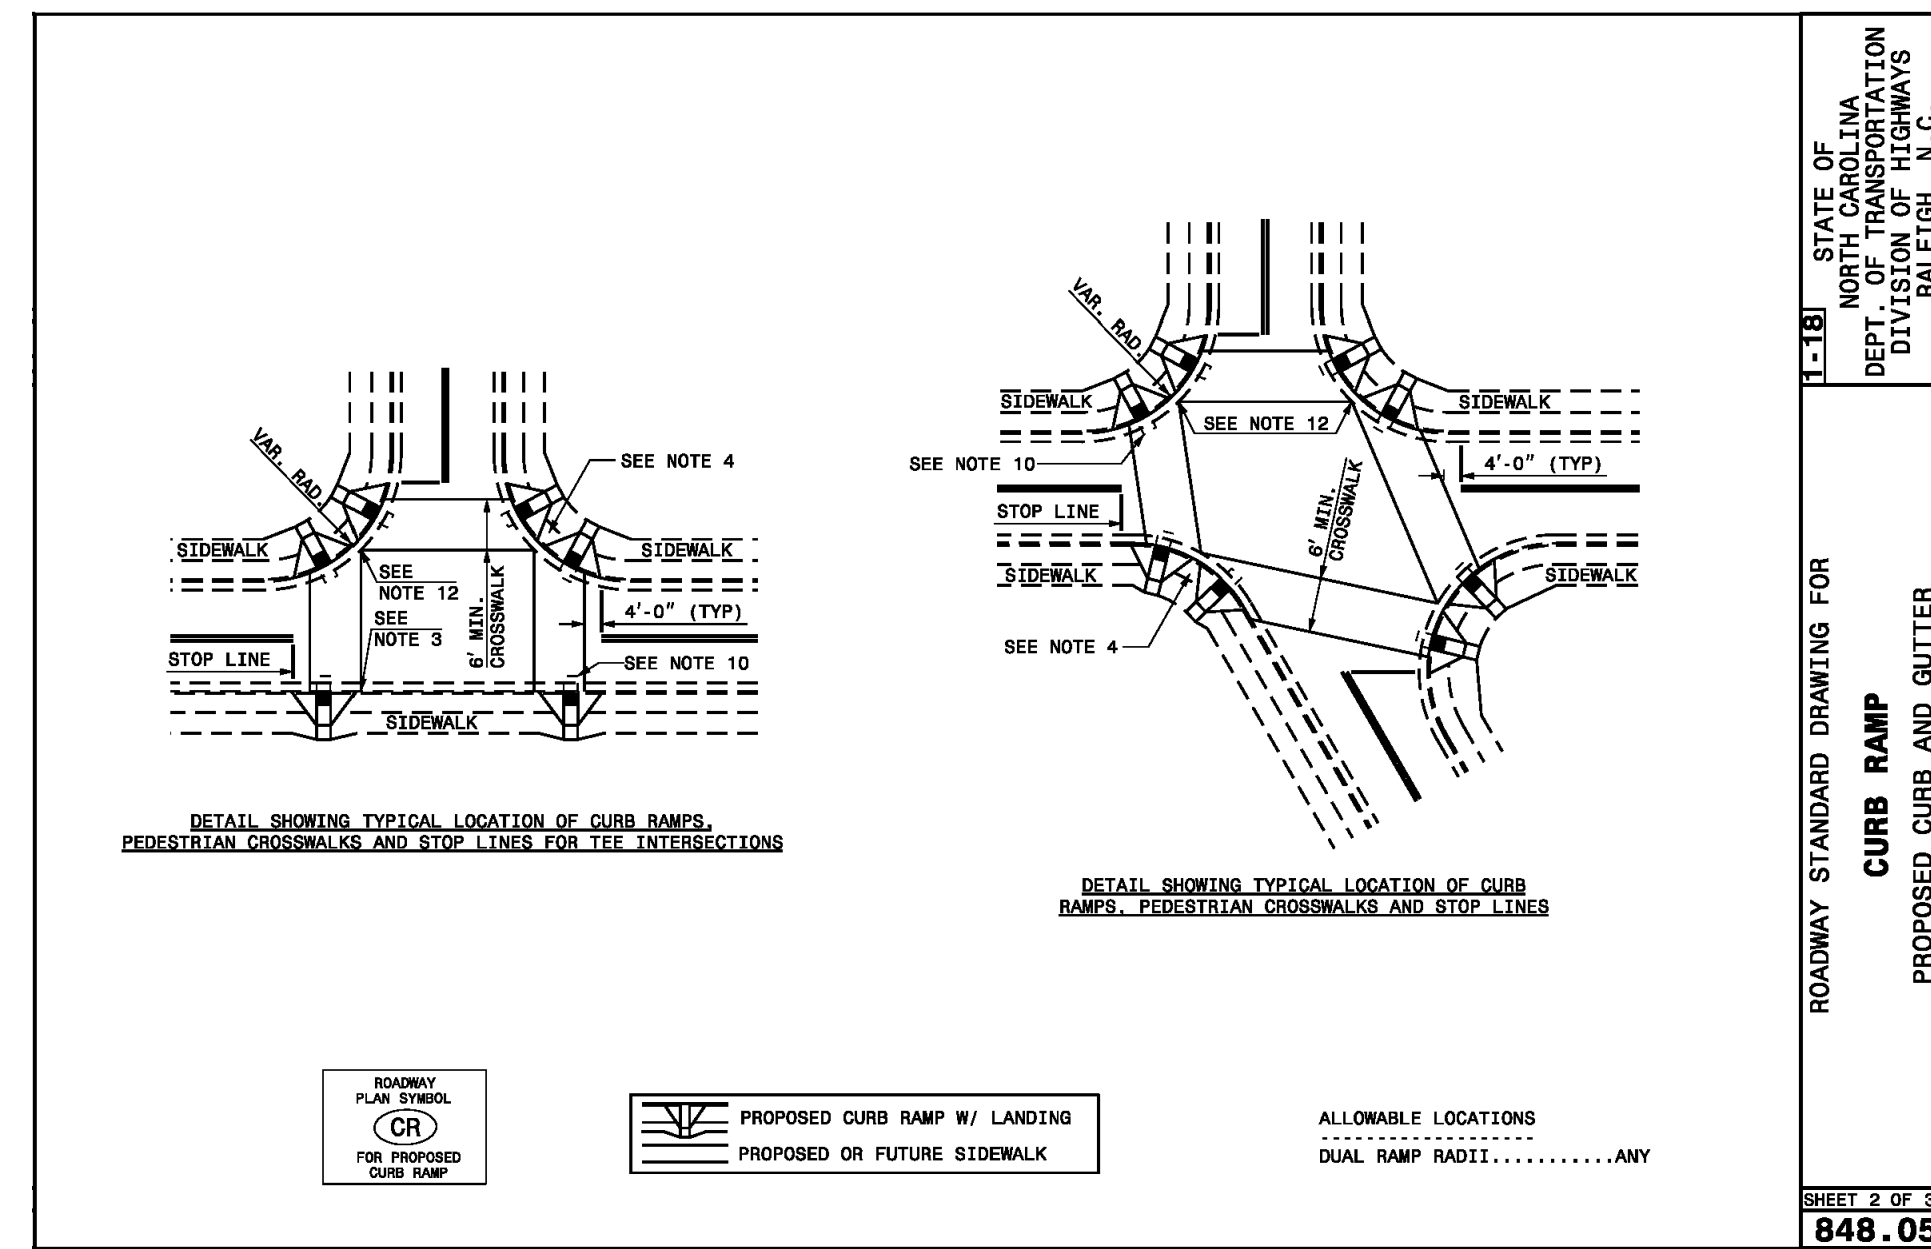 VAR. RAD.
SEE NOTE 4
SIDEWALK
SIDEWALK
SEE
NOTE 12
SEE
NOTE 3
6' MIN.
CROSSWALK
4'-0" (TYP)
STOP LINE
SEE NOTE 10
SIDEWALK
DETAIL SHOWING TYPICAL LOCATION OF CURB RAMPS,
PEDESTRIAN CROSSWALKS AND STOP LINES FOR TEE INTERSECTIONS
VAR. RAD.
SIDEWALK
SIDEWALK
SEE NOTE 12
SEE NOTE 10
4'-0" (TYP)
STOP LINE
6' MIN.
CROSSWALK
SIDEWALK
SIDEWALK
SEE NOTE 4
DETAIL SHOWING TYPICAL LOCATION OF CURB
RAMPS, PEDESTRIAN CROSSWALKS AND STOP LINES
ROADWAY
PLAN SYMBOL
CR
FOR PROPOSED
CURB RAMP
PROPOSED CURB RAMP W/ LANDING
PROPOSED OR FUTURE SIDEWALK
ALLOWABLE LOCATIONS
-------------------
DUAL RAMP RADII...........ANY
1-18
STATE OF
NORTH CAROLINA
DEPT. OF TRANSPORTATION
DIVISION OF HIGHWAYS
RALEIGH N.C.
ROADWAY STANDARD DRAWING FOR
CURB RAMP
PROPOSED CURB AND GUTTER
SHEET 2 OF 3
848.05